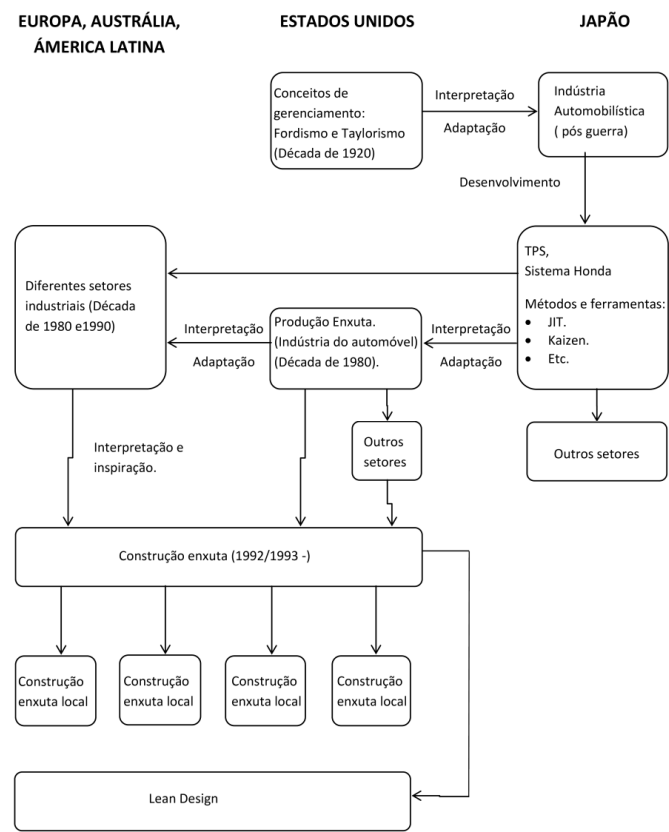 EUROPA, AUSTRÁLIA,
ÁMERICA LATINA
ESTADOS UNIDOS
JAPÃO
Conceitos de
gerenciamento:
Fordismo e Taylorismo
(Década de 1920)
Interpretação
Adaptação
Indústria
Automobilística
( pós guerra)
Desenvolvimento
TPS,
Sistema Honda
Métodos e ferramentas:
• JIT.
• Kaizen.
• Etc.
Diferentes setores
industriais (Década
de 1980 e1990)
Interpretação
Adaptação
Produção Enxuta.
(Indústria do automóvel)
(Década de 1980).
Interpretação
Adaptação
Interpretação e
inspiração.
Outros
setores
Outros setores
Construção enxuta (1992/1993 -)
Construção
enxuta local
Construção
enxuta local
Construção
enxuta local
Construção
enxuta local
Lean Design